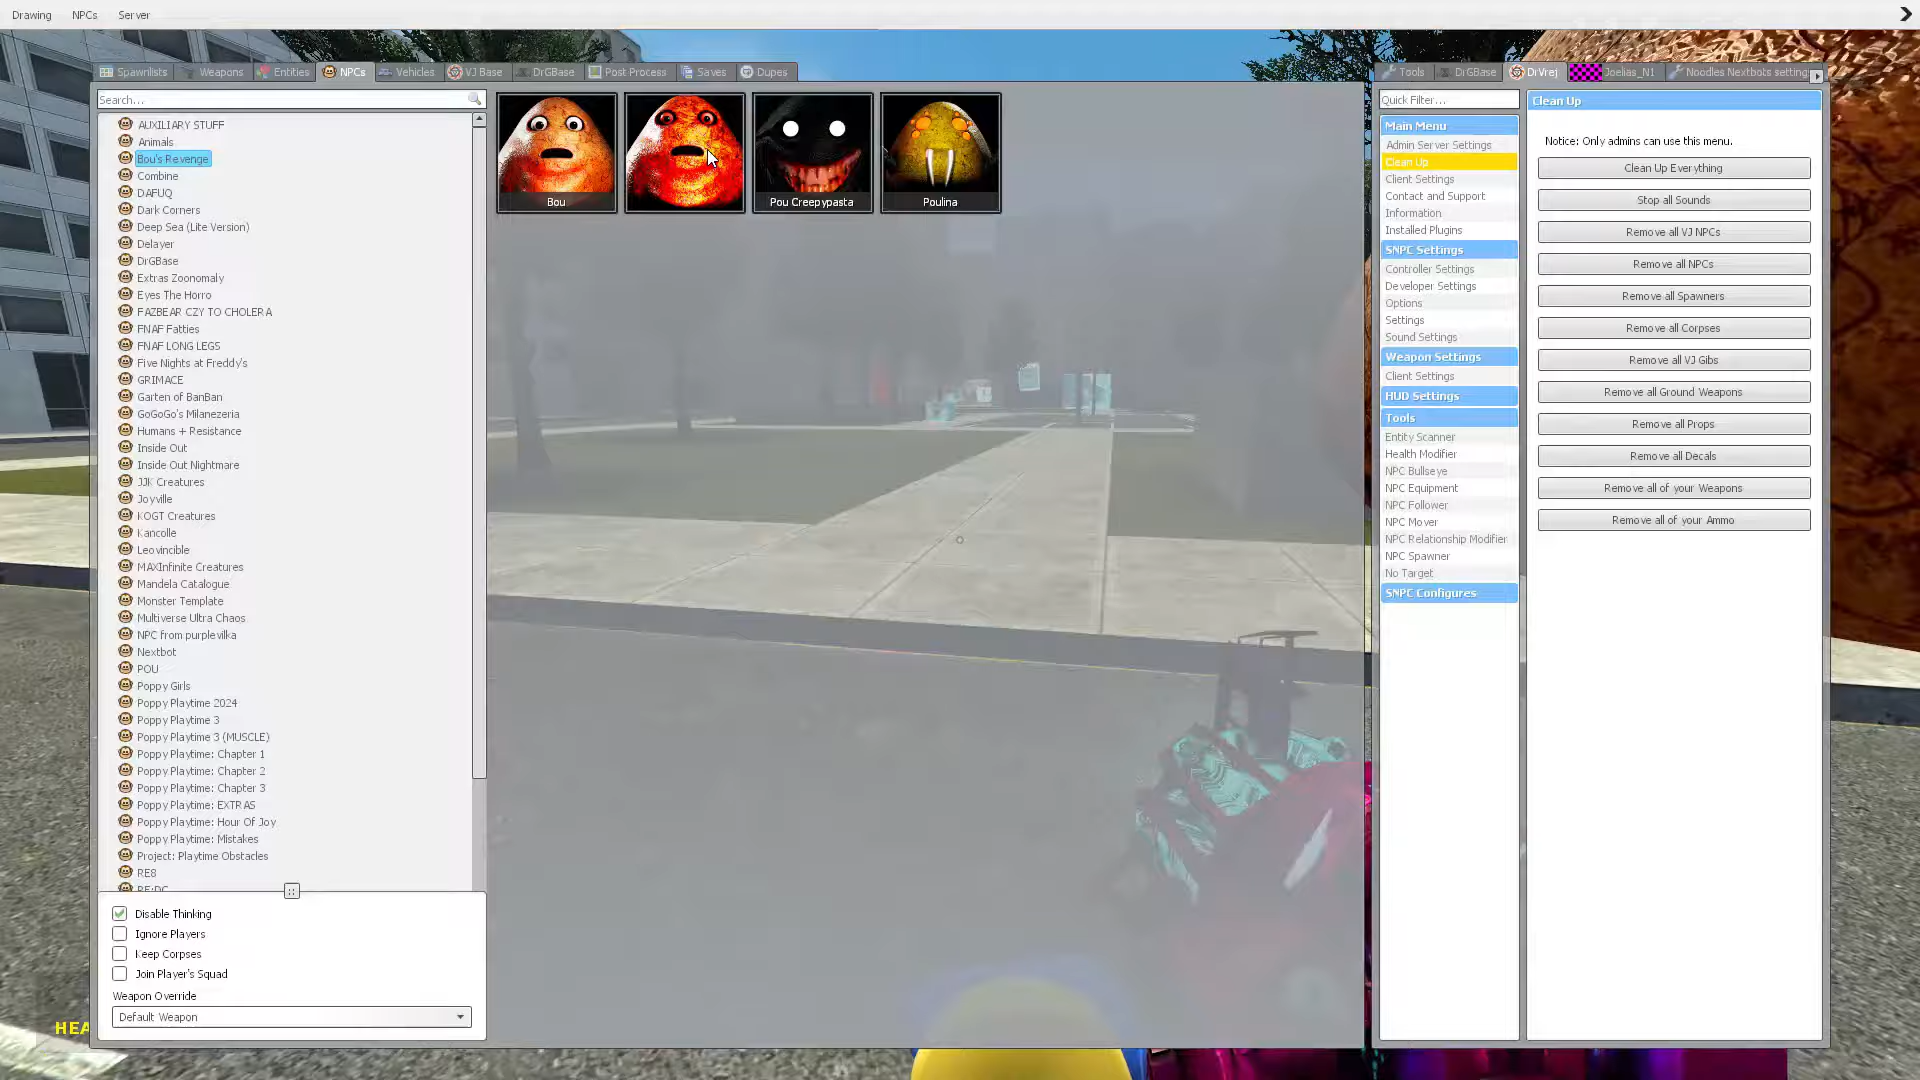 Drawing NPCs Server
Spawnlists Weapons Entities NPCs Vehicles VJ Base DrGBase Post Process Saves Dupes
Tools DrGBase DrVrej Joelias_N1 Noodles Nextbots setting
Search...
AUXILIARY STUFF
Animals
Bou's Revenge
Combine
DAFUQ
Dark Corners
Deep Sea (Lite Version)
Delayer
DrGBase
Extras Zoonomaly
Eyes The Horro
FAZBEAR CZY TO CHOLERA
FNAF Fatties
FNAF LONG LEGS
Five Nights at Freddy's
GRIMACE
Garten of BanBan
GoGoGo's Milanezeria
Humans + Resistance
Inside Out
Inside Out Nightmare
JJK Creatures
Joyville
KOGT Creatures
Kancolle
Leovincible
MAXInfinite Creatures
Mandela Catalogue
Monster Template
Multiverse Ultra Chaos
NPC from purplevilka
Nextbot
POU
Poppy Girls
Poppy Playtime 2024
Poppy Playtime 3
Poppy Playtime 3 (MUSCLE)
Poppy Playtime: Chapter 1
Poppy Playtime: Chapter 2
Poppy Playtime: Chapter 3
Poppy Playtime: EXTRAS
Poppy Playtime: Hour Of Joy
Poppy Playtime: Mistakes
Project: Playtime Obstacles
RE8
RE:DC
Disable Thinking
Ignore Players
Keep Corpses
Join Player's Squad
Weapon Override
Default Weapon
HEA
Bou
Pou Creepypasta
Poulina
Quick Filter...
Main Menu
Admin Server Settings
Clean Up
Client Settings
Contact and Support
Information
Installed Plugins
SNPC Settings
Controller Settings
Developer Settings
Options
Settings
Sound Settings
Weapon Settings
Client Settings
HUD Settings
Tools
Entity Scanner
Health Modifier
NPC Bullseye
NPC Equipment
NPC Follower
NPC Mover
NPC Relationship Modifier
NPC Spawner
No Target
SNPC Configures
Clean Up
Notice: Only admins can use this menu.
Clean Up Everything
Stop all Sounds
Remove all VJ NPCs
Remove all NPCs
Remove all Spawners
Remove all Corpses
Remove all VJ Gibs
Remove all Ground Weapons
Remove all Props
Remove all Decals
Remove all of your Weapons
Remove all of your Ammo